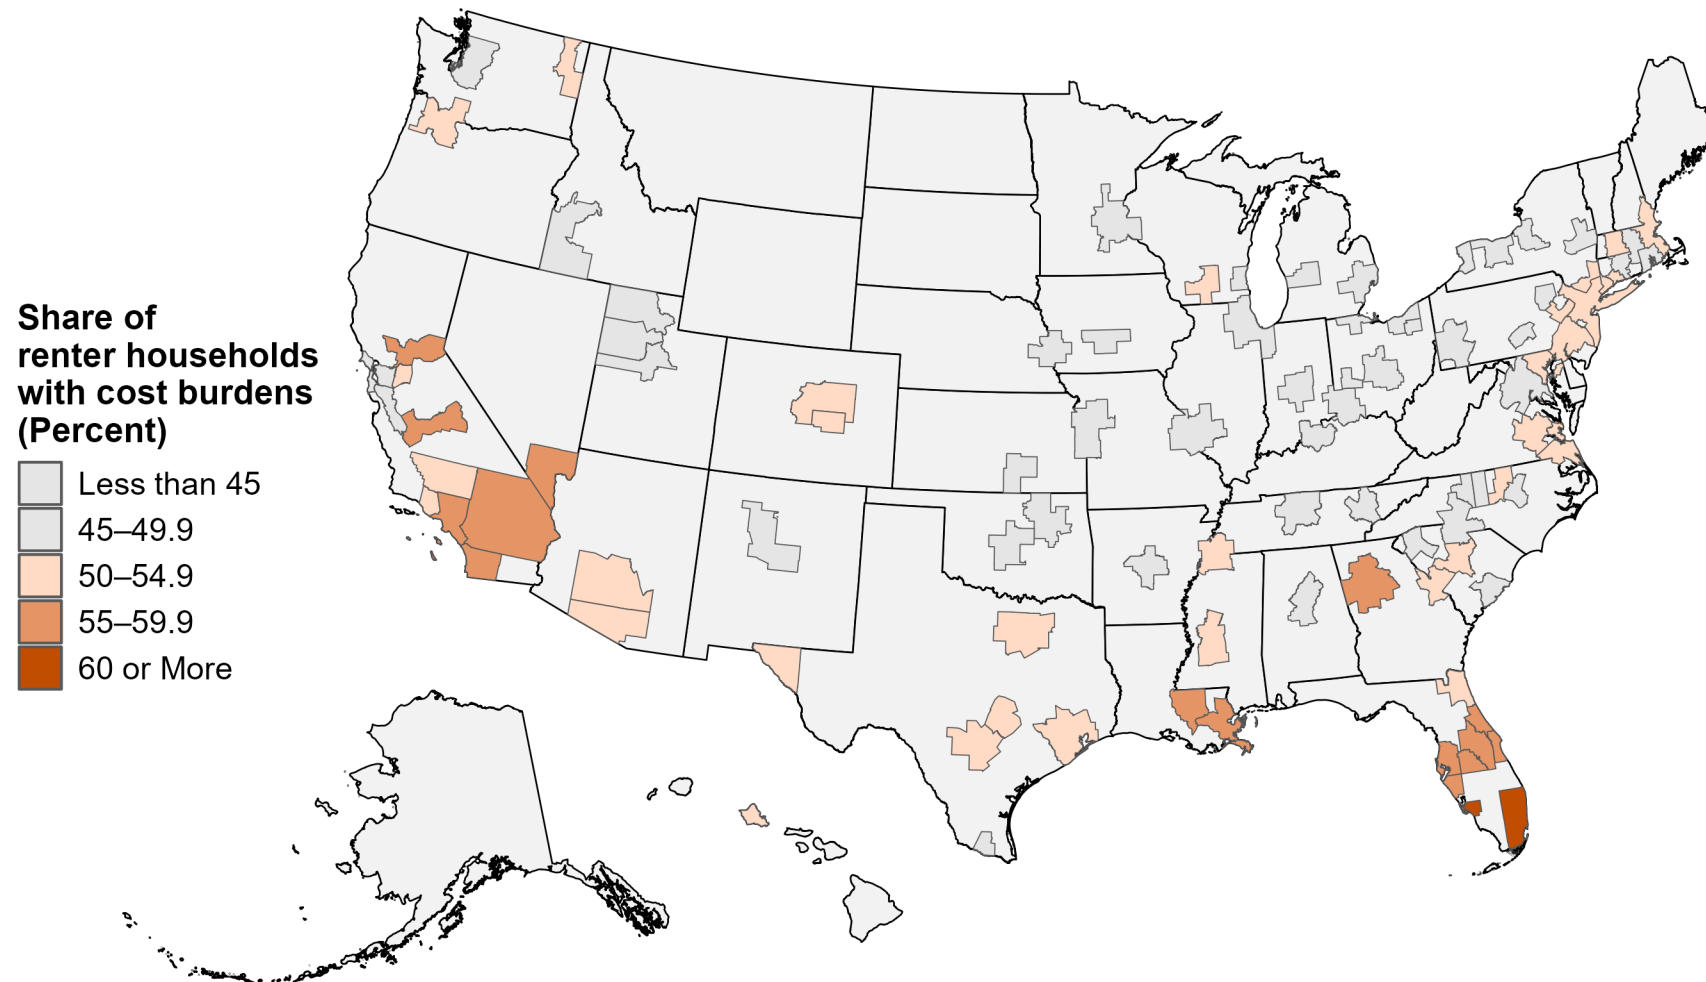 Share of
renter households
with cost burdens
(Percent)
Less than 45
45–49.9
50–54.9
55–59.9
60 or More